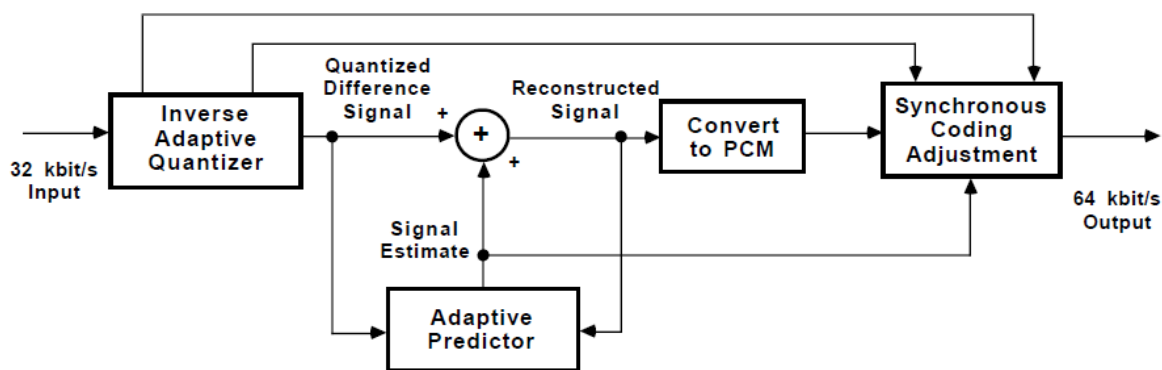 Quantized
Difference
Signal
+
Reconstructed
Signal
Inverse
Adaptive
Quantizer
+
+
Convert
to PCM
Synchronous
Coding
Adjustment
32 kbit/s
Input
64 kbit/s
Output
Signal
Estimate
Adaptive
Predictor